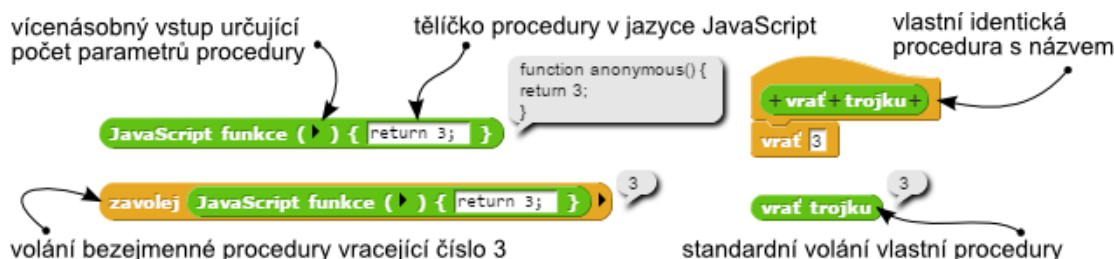 vícenásobný vstup určující
počet parametrů procedury
tělíčko procedury v jazyce JavaScript
vlastní identická
procedura s názvem
function anonymous() {
return 3;
}
JavaScript funkce ( ) { return 3; }
+ vrať + trojku +
vrať 3
zavolej JavaScript funkce ( ) { return 3; }
3
vrať trojku
3
volání bezejmenné procedury vracející číslo 3
standardní volání vlastní procedury